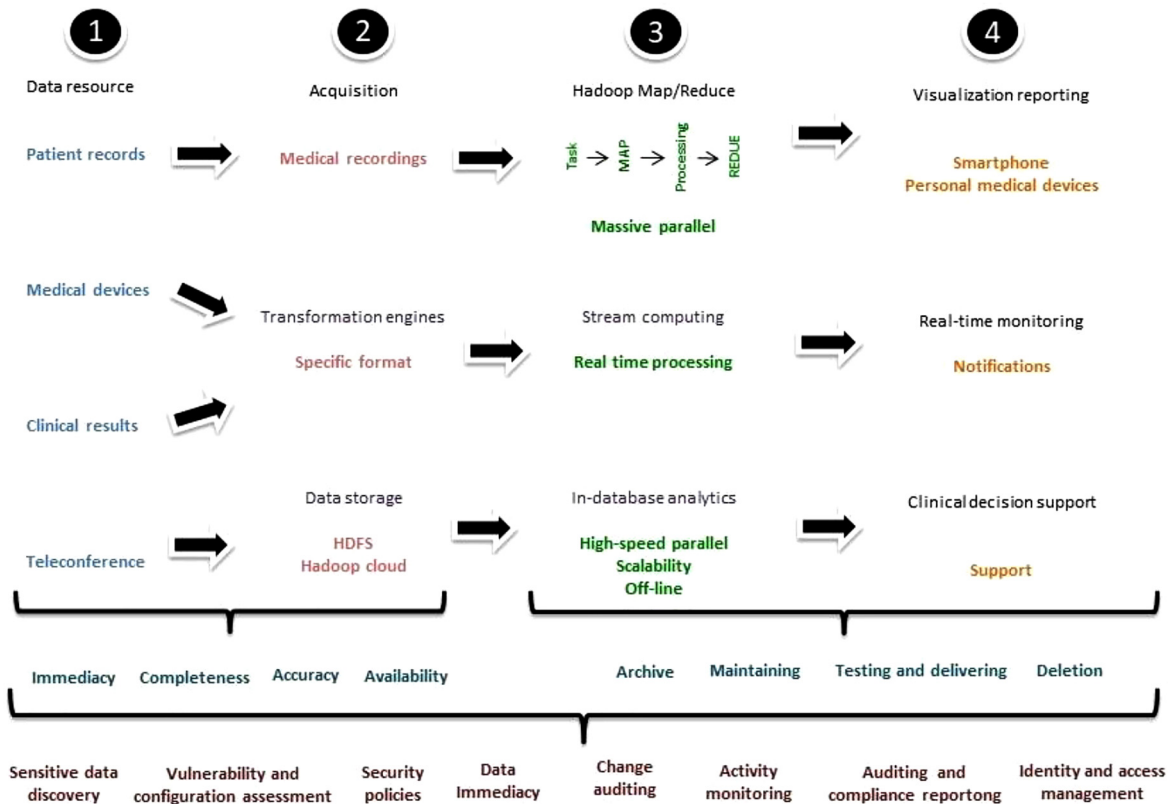 1
2
3
4
Data resource
Acquisition
Hadoop Map/Reduce
Visualization reporting
Patient records
Medical recordings
Task
MAP
Processing
REDUE
Massive parallel
Smartphone
Personal medical devices
Medical devices
Clinical results
Transformation engines
Specific format
Stream computing
Real time processing
Real-time monitoring
Notifications
Teleconference
Data storage
HDFS
Hadoop cloud
In-database analytics
High-speed parallel
Scalability
Off-line
Clinical decision support
Support
Immediacy
Completeness
Accuracy
Availability
Archive
Maintaining
Testing and delivering
Deletion
Sensitive data
discovery
Vulnerability and
configuration assessment
Security
policies
Data
Immediacy
Change
auditing
Activity
monitoring
Auditing and
compliance reportong
Identity and access
management